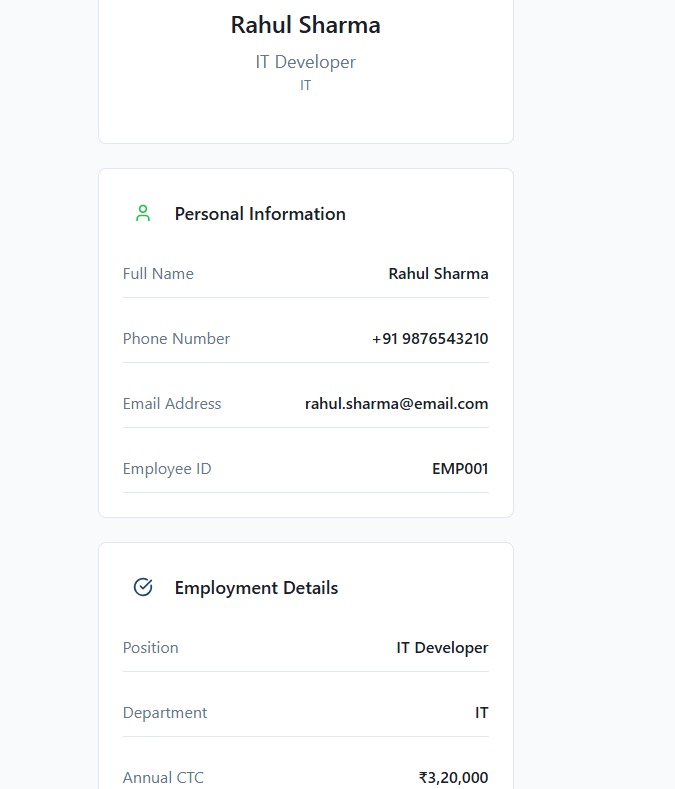 Rahul Sharma
IT Developer
IT
Personal Information
Full Name Rahul Sharma
Phone Number +91 9876543210
Email Address rahul.sharma@email.com
Employee ID EMP001
Employment Details
Position IT Developer
Department IT
Annual CTC ₹3,20,000